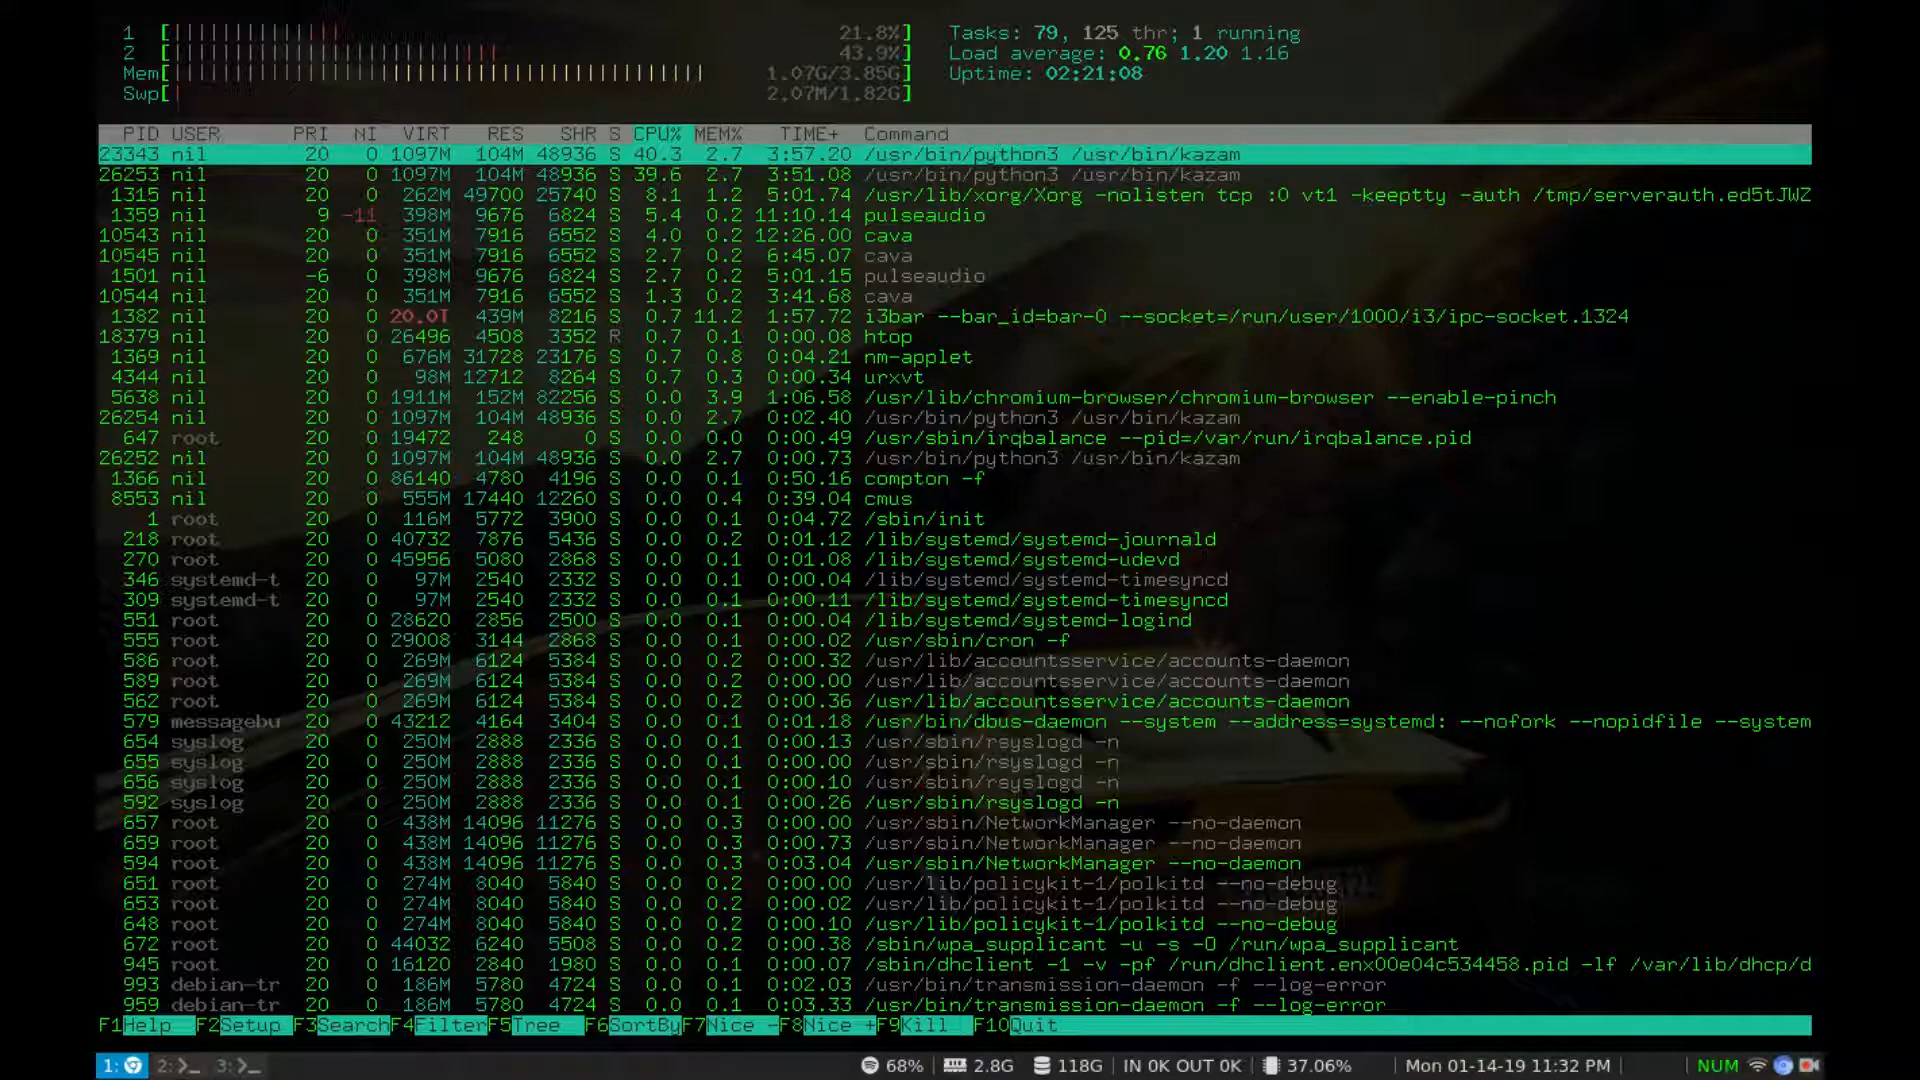 1 [|||||||||||||| 21.8%] Tasks: 79, 125 thr; 1 running
2 [||||||||||||||||||||||||||| 43.9%] Load average: 0.76 1.20 1.16
Mem[||||||||||||||||||||||||||||||||||||||||||||1.07G/3.85G] Uptime: 02:21:08
Swp[| 2.07M/1.82G]
PID USER PRI NI VIRT RES SHR S CPU% MEM% TIME+ Command
23343 nil 20 0 1097M 104M 48936 S 40.3 2.7 3:57.20 /usr/bin/python3 /usr/bin/kazam
26253 nil 20 0 1097M 104M 48936 S 39.6 2.7 3:51.08 /usr/bin/python3 /usr/bin/kazam
1315 nil 20 0 262M 49700 25740 S 8.1 1.2 5:01.74 /usr/lib/xorg/Xorg -nolisten tcp :0 vt1 -keeptty -auth /tmp/serverauth.ed5tJWZ
1359 nil 9 -11 398M 9676 6824 S 5.4 0.2 11:10.14 pulseaudio
10543 nil 20 0 351M 7916 6552 S 4.0 0.2 12:26.00 cava
10545 nil 20 0 351M 7916 6552 S 2.7 0.2 6:45.07 cava
1501 nil -6 0 398M 9676 6824 S 2.7 0.2 5:01.15 pulseaudio
10544 nil 20 0 351M 7916 6552 S 1.3 0.2 3:41.68 cava
1382 nil 20 0 20.0T 439M 8216 S 0.7 11.2 1:57.72 i3bar --bar_id=bar-0 --socket=/run/user/1000/i3/ipc-socket.1324
18379 nil 20 0 26496 4508 3352 R 0.7 0.1 0:00.08 htop
1369 nil 20 0 676M 31728 23176 S 0.7 0.8 0:04.21 nm-applet
4344 nil 20 0 98M 12712 8264 S 0.7 0.3 0:00.34 urxvt
5638 nil 20 0 1911M 152M 82256 S 0.0 3.9 1:06.58 /usr/lib/chromium-browser/chromium-browser --enable-pinch
26254 nil 20 0 1097M 104M 48936 S 0.0 2.7 0:02.40 /usr/bin/python3 /usr/bin/kazam
647 root 20 0 19472 248 0 S 0.0 0.0 0:00.49 /usr/sbin/irqbalance --pid=/var/run/irqbalance.pid
26252 nil 20 0 1097M 104M 48936 S 0.0 2.7 0:00.73 /usr/bin/python3 /usr/bin/kazam
1366 nil 20 0 86140 4780 4196 S 0.0 0.1 0:50.16 compton -f
8553 nil 20 0 555M 17440 12260 S 0.0 0.4 0:39.04 cmus
1 root 20 0 116M 5772 3900 S 0.0 0.1 0:04.72 /sbin/init
218 root 20 0 40732 7876 5436 S 0.0 0.2 0:01.12 /lib/systemd/systemd-journald
270 root 20 0 45956 5080 2868 S 0.0 0.1 0:01.08 /lib/systemd/systemd-udevd
346 systemd-t 20 0 97M 2540 2332 S 0.0 0.1 0:00.04 /lib/systemd/systemd-timesyncd
309 systemd-t 20 0 97M 2540 2332 S 0.0 0.1 0:00.11 /lib/systemd/systemd-timesyncd
551 root 20 0 28620 2856 2500 S 0.0 0.1 0:00.04 /lib/systemd/systemd-logind
555 root 20 0 29008 3144 2868 S 0.0 0.1 0:00.02 /usr/sbin/cron -f
586 root 20 0 269M 6124 5384 S 0.0 0.2 0:00.32 /usr/lib/accountsservice/accounts-daemon
589 root 20 0 269M 6124 5384 S 0.0 0.2 0:00.00 /usr/lib/accountsservice/accounts-daemon
562 root 20 0 269M 6124 5384 S 0.0 0.2 0:00.36 /usr/lib/accountsservice/accounts-daemon
579 messagebu 20 0 43212 4164 3404 S 0.0 0.1 0:01.18 /usr/bin/dbus-daemon --system --address=systemd: --nofork --nopidfile --system
654 syslog 20 0 250M 2888 2336 S 0.0 0.1 0:00.13 /usr/sbin/rsyslogd -n
655 syslog 20 0 250M 2888 2336 S 0.0 0.1 0:00.00 /usr/sbin/rsyslogd -n
656 syslog 20 0 250M 2888 2336 S 0.0 0.1 0:00.10 /usr/sbin/rsyslogd -n
592 syslog 20 0 250M 2888 2336 S 0.0 0.1 0:00.26 /usr/sbin/rsyslogd -n
657 root 20 0 438M 14096 11276 S 0.0 0.3 0:00.00 /usr/sbin/NetworkManager --no-daemon
659 root 20 0 438M 14096 11276 S 0.0 0.3 0:00.73 /usr/sbin/NetworkManager --no-daemon
594 root 20 0 438M 14096 11276 S 0.0 0.3 0:03.04 /usr/sbin/NetworkManager --no-daemon
651 root 20 0 274M 8040 5840 S 0.0 0.2 0:00.00 /usr/lib/policykit-1/polkitd --no-debug
653 root 20 0 274M 8040 5840 S 0.0 0.2 0:00.02 /usr/lib/policykit-1/polkitd --no-debug
648 root 20 0 274M 8040 5840 S 0.0 0.2 0:00.10 /usr/lib/policykit-1/polkitd --no-debug
672 root 20 0 44032 6240 5508 S 0.0 0.2 0:00.38 /sbin/wpa_supplicant -u -s -O /run/wpa_supplicant
945 root 20 0 16120 2840 1980 S 0.0 0.1 0:00.07 /sbin/dhclient -1 -v -pf /run/dhclient.enx00e04c534458.pid -lf /var/lib/dhcp/d
993 debian-tr 20 0 186M 5780 4724 S 0.0 0.1 0:02.03 /usr/bin/transmission-daemon -f --log-error
959 debian-tr 20 0 186M 5780 4724 S 0.0 0.1 0:03.33 /usr/bin/transmission-daemon -f --log-error
F1Help F2Setup F3SearchF4FilterF5Tree F6SortByF7Nice -F8Nice +F9Kill F10Quit
1: 2:>_ 3:>_ 68% | 2.8G | 118G | IN 0K OUT 0K | 37.06% | Mon 01-14-19 11:32 PM | | NUM